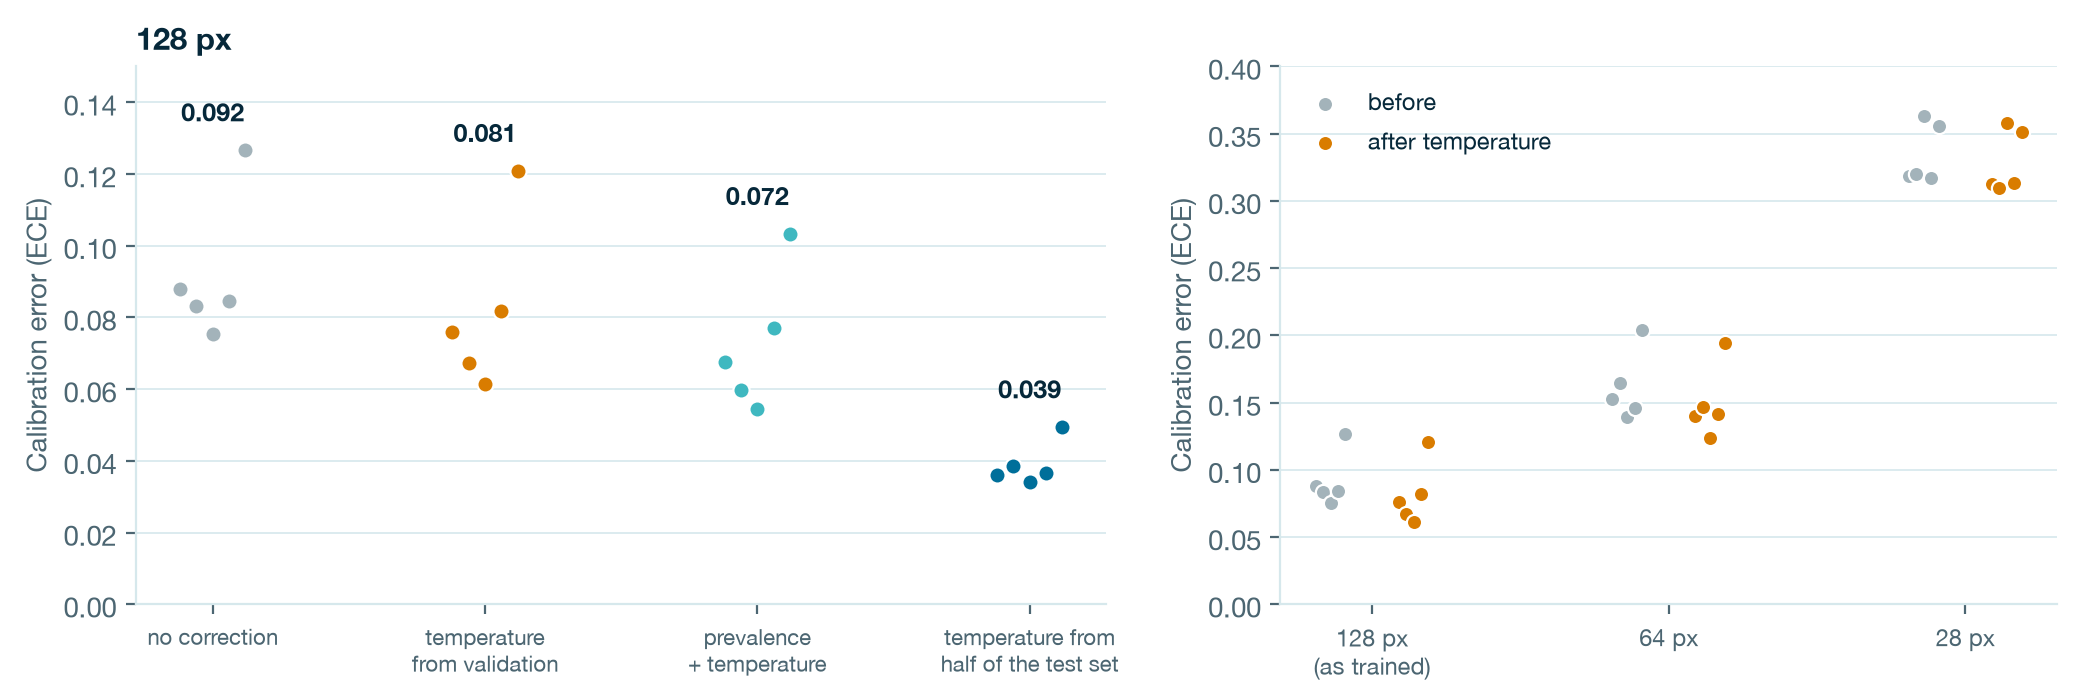 128 px
Calibration error (ECE)
0.14
0.12
0.10
0.08
0.06
0.04
0.02
0.00
0.092
0.081
0.072
0.039
no correction
temperature
from validation
prevalence
+ temperature
temperature from
half of the test set
Calibration error (ECE)
0.40
0.35
0.30
0.25
0.20
0.15
0.10
0.05
0.00
before
after temperature
128 px
(as trained)
64 px
28 px